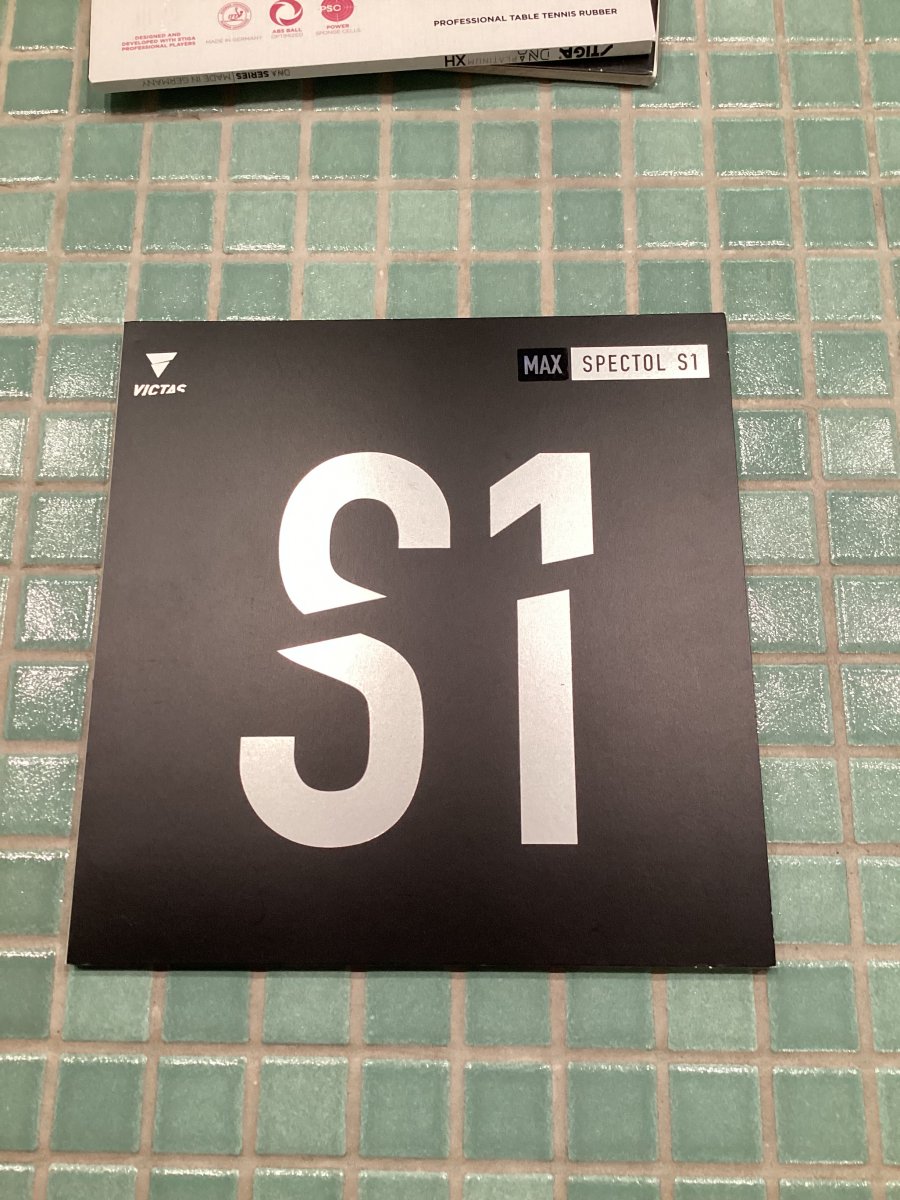 DESIGNED AND
DEVELOPED WITH STIGA
PROFESSIONAL PLAYERS
MADE IN GERMANY
ABS BALL
OPTIMIZED
PSC
POWER
SPONGE CELLS
PROFESSIONAL TABLE TENNIS RUBBER
DNA SERIES | MADE IN GERMANY
STIGA DNA PLATINUM XH
VICTAS
MAX SPECTOL S1
S1